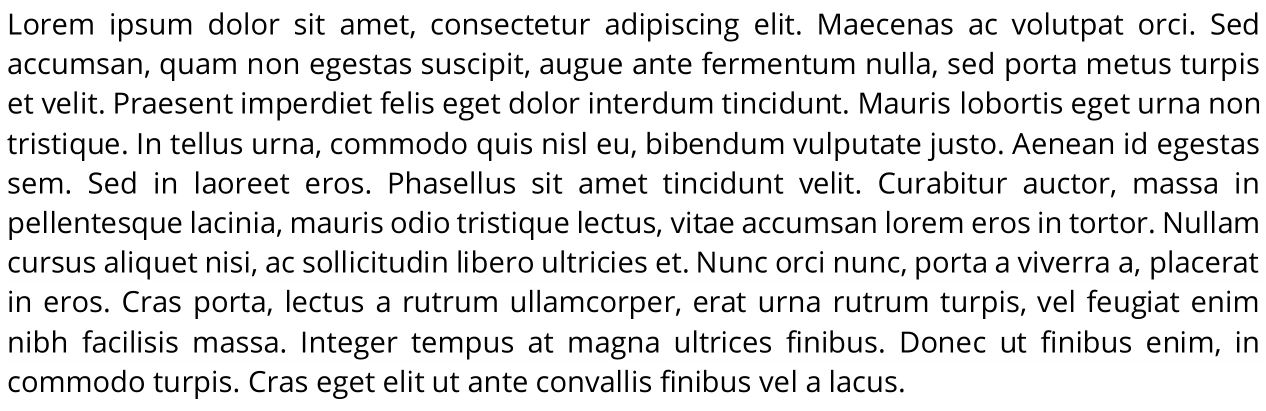 Lorem ipsum dolor sit amet, consectetur adipiscing elit. Maecenas ac volutpat orci. Sed
accumsan, quam non egestas suscipit, augue ante fermentum nulla, sed porta metus turpis
et velit. Praesent imperdiet felis eget dolor interdum tincidunt. Mauris lobortis eget urna non
tristique. In tellus urna, commodo quis nisl eu, bibendum vulputate justo. Aenean id egestas
sem. Sed in laoreet eros. Phasellus sit amet tincidunt velit. Curabitur auctor, massa in
pellentesque lacinia, mauris odio tristique lectus, vitae accumsan lorem eros in tortor. Nullam
cursus aliquet nisi, ac sollicitudin libero ultricies et. Nunc orci nunc, porta a viverra a, placerat
in eros. Cras porta, lectus a rutrum ullamcorper, erat urna rutrum turpis, vel feugiat enim
nibh facilisis massa. Integer tempus at magna ultrices finibus. Donec ut finibus enim, in
commodo turpis. Cras eget elit ut ante convallis finibus vel a lacus.